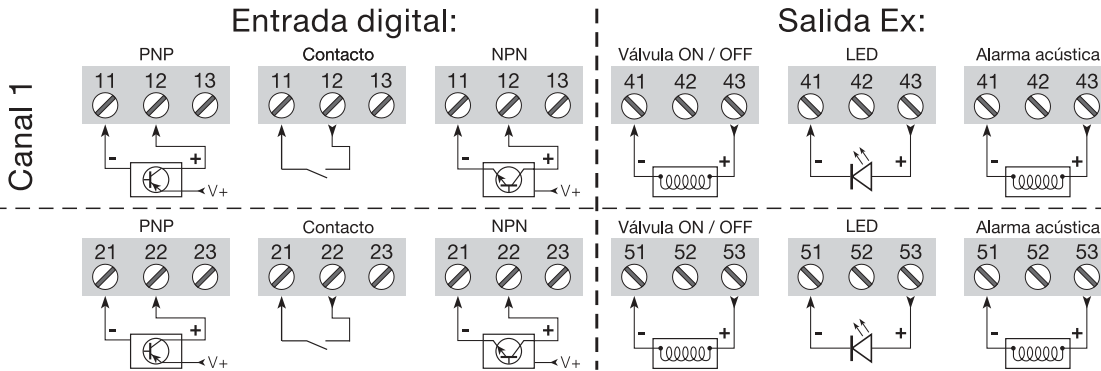 Entrada digital: Salida Ex:
Canal 1
PNP Contacto NPN Válvula ON / OFF LED Alarma acústica
11 12 13 11 12 13 11 12 13 41 42 43 41 42 43 41 42 43
- + - + - + - + - +
V+ V+
PNP Contacto NPN Válvula ON / OFF LED Alarma acústica
21 22 23 21 22 23 21 22 23 51 52 53 51 52 53 51 52 53
- + - + - + - + - +
V+ V+